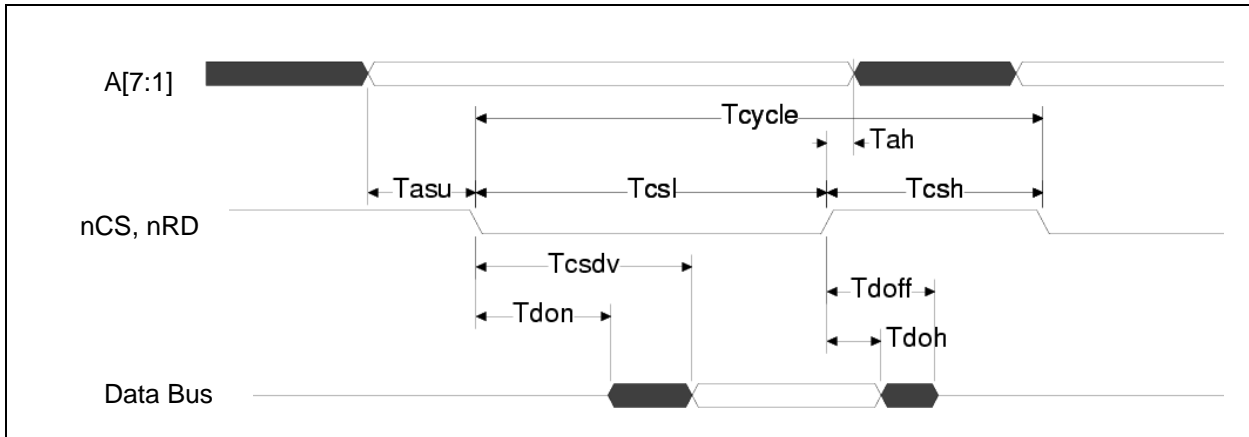 A[7:1]
Tcycle
Tah
Tasu
Tcsl
Tcsh
nCS, nRD
Tcsdv
Tdoff
Tdon
Tdoh
Data Bus